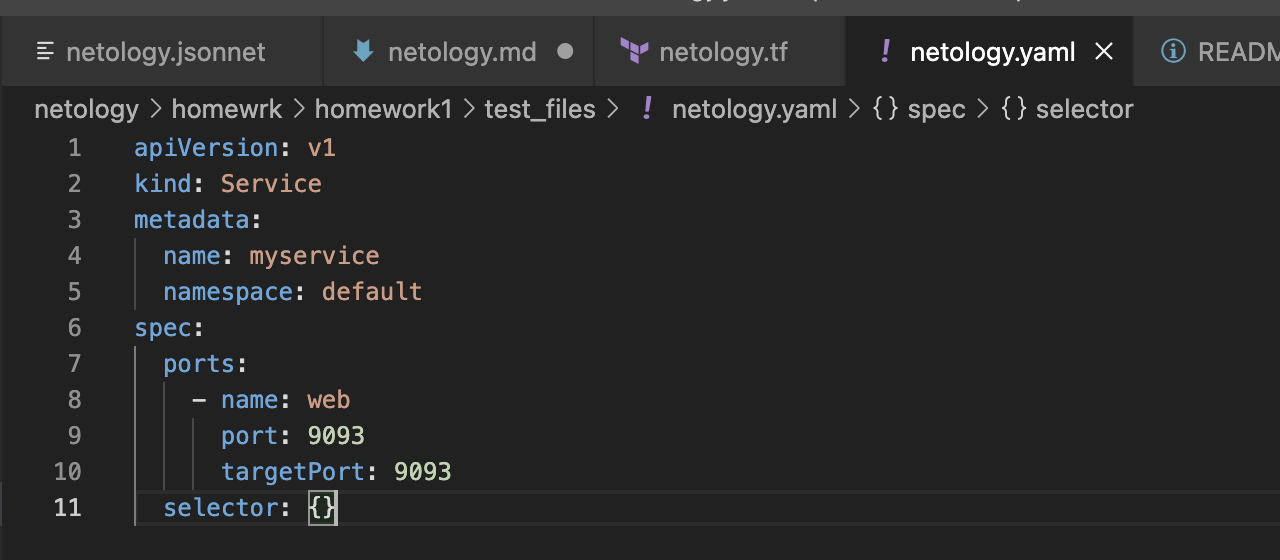 netology.jsonnet netology.md netology.tf ! netology.yaml
netology > homewrk > homework1 > test_files > ! netology.yaml > {} spec > {} selector
1 apiVersion: v1
2 kind: Service
3 metadata:
4   name: myservice
5   namespace: default
6 spec:
7   ports:
8     - name: web
9       port: 9093
10       targetPort: 9093
11   selector: {}